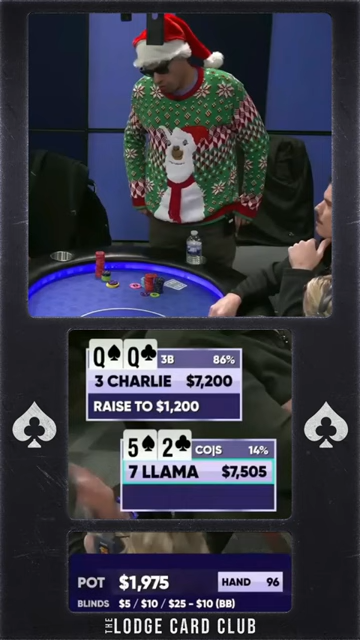 Q♠ Q♣ 3B 86%
3 CHARLIE $7,200
RAISE TO $1,200
5♠ 2♣ CO|S 14%
7 LLAMA $7,505
POT $1,975 HAND 96
BLINDS $5 / $10 / $25 - $10 (BB)
THE LODGE CARD CLUB